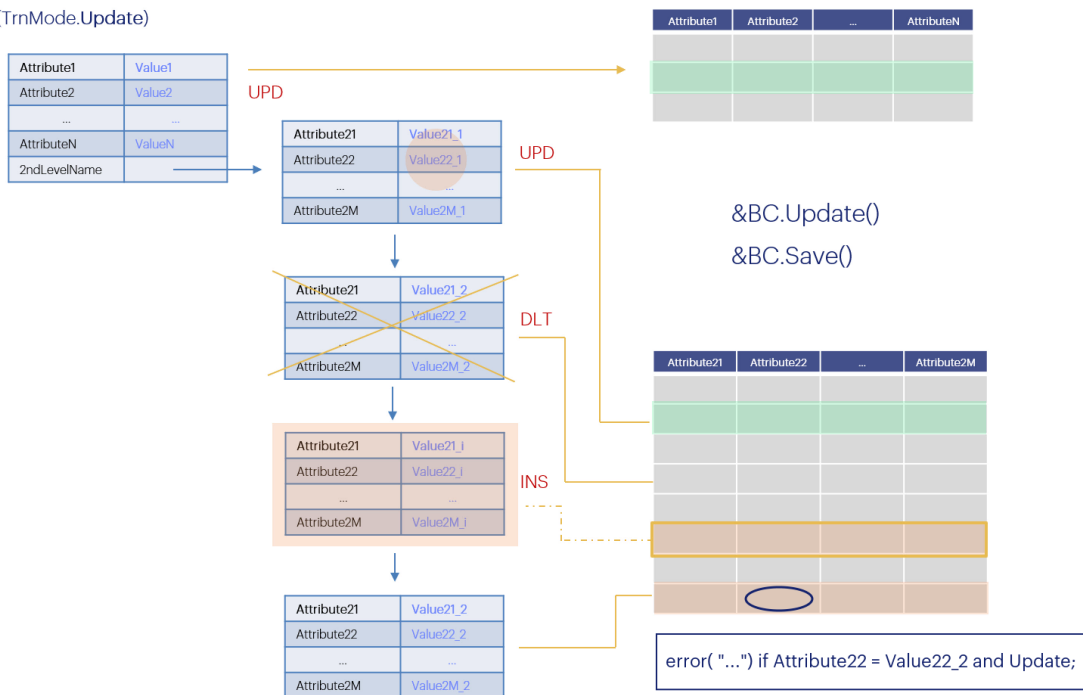 (TrnMode.Update)
Attribute1 Value1
Attribute2 Value2
... ...
AttributeN ValueN
2ndLevelName
UPD
Attribute1 Attribute2 ... AttributeN
Attribute21 Value21_1
Attribute22 Value22_1
... ...
Attribute2M Value2M_1
UPD
&BC.Update()
&BC.Save()
Attribute21 Value21_2
Attribute22 Value22_2
... ...
Attribute2M Value2M_2
DLT
Attribute21 Attribute22 ... Attribute2M
Attribute21 Value21_i
Attribute22 Value22_i
... ...
Attribute2M Value2M_i
INS
Attribute21 Value21_2
Attribute22 Value22_2
... ...
Attribute2M Value2M_2
error( "...") if Attribute22 = Value22_2 and Update;